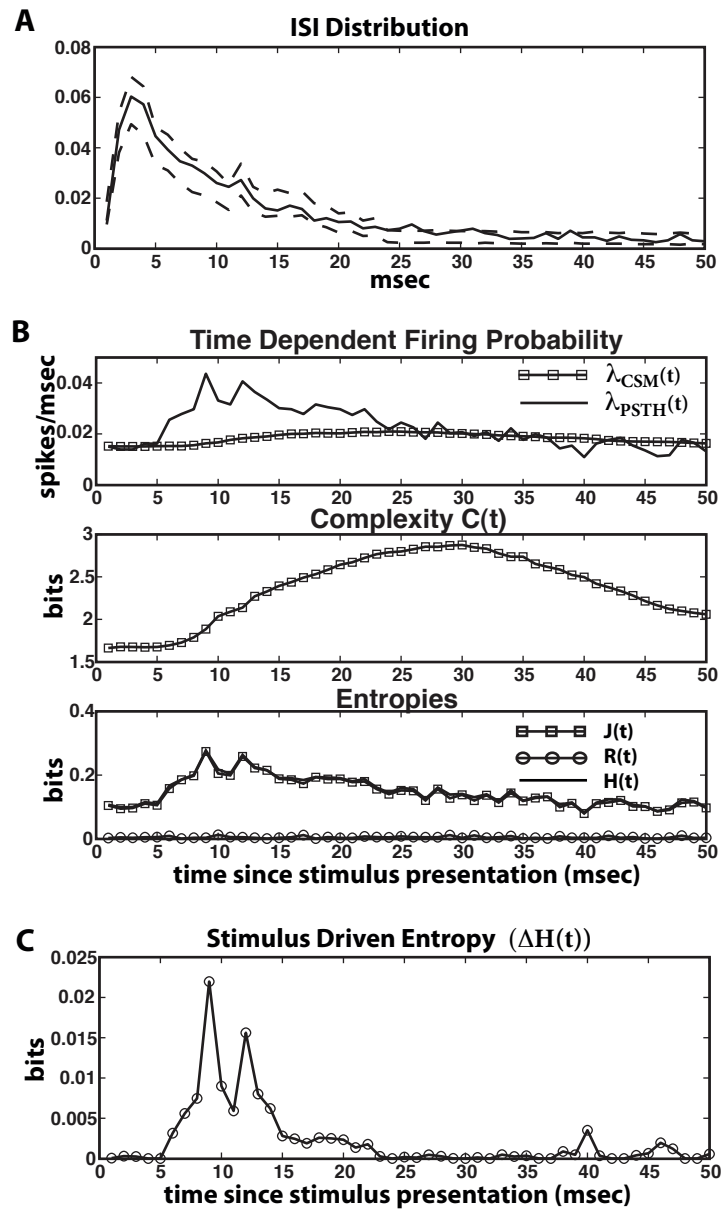 A
ISI Distribution
0.08
0.06
0.04
0.02
0
0 5 10 15 20 25 30 35 40 45 50
msec
B
Time Dependent Firing Probability
spikes/msec
0.04
0.02
0
λCSM(t)
λPSTH(t)
0 5 10 15 20 25 30 35 40 45 50
Complexity C(t)
bits
3
2.5
2
1.5
0 5 10 15 20 25 30 35 40 45 50
Entropies
bits
0.4
0.2
0
J(t)
R(t)
H(t)
0 5 10 15 20 25 30 35 40 45 50
time since stimulus presentation (msec)
C
Stimulus Driven Entropy (ΔH(t))
bits
0.025
0.02
0.015
0.01
0.005
0
0 5 10 15 20 25 30 35 40 45 50
time since stimulus presentation (msec)